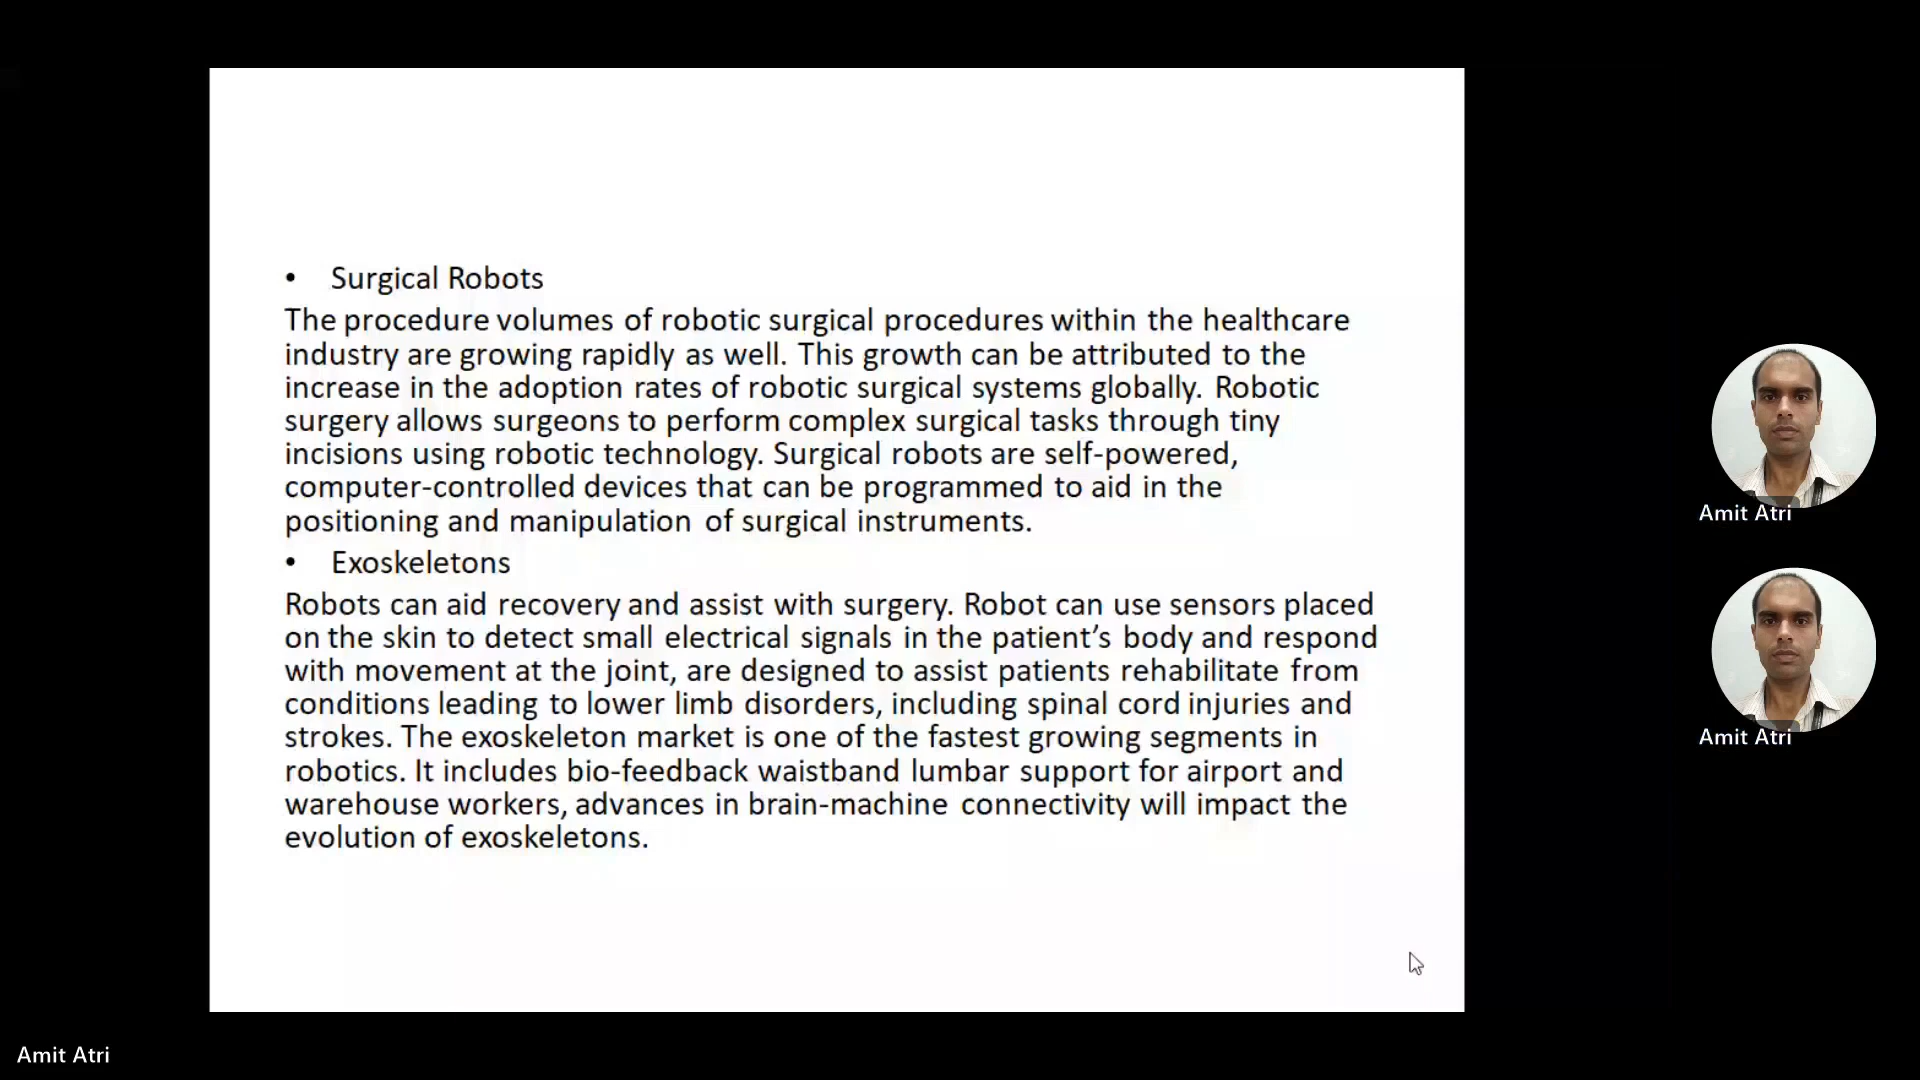 • Surgical Robots
The procedure volumes of robotic surgical procedures within the healthcare
industry are growing rapidly as well. This growth can be attributed to the
increase in the adoption rates of robotic surgical systems globally. Robotic
surgery allows surgeons to perform complex surgical tasks through tiny
incisions using robotic technology. Surgical robots are self-powered,
computer-controlled devices that can be programmed to aid in the
positioning and manipulation of surgical instruments.
• Exoskeletons
Robots can aid recovery and assist with surgery. Robot can use sensors placed
on the skin to detect small electrical signals in the patient’s body and respond
with movement at the joint, are designed to assist patients rehabilitate from
conditions leading to lower limb disorders, including spinal cord injuries and
strokes. The exoskeleton market is one of the fastest growing segments in
robotics. It includes bio-feedback waistband lumbar support for airport and
warehouse workers, advances in brain-machine connectivity will impact the
evolution of exoskeletons.
Amit Atri
Amit Atri
Amit Atri